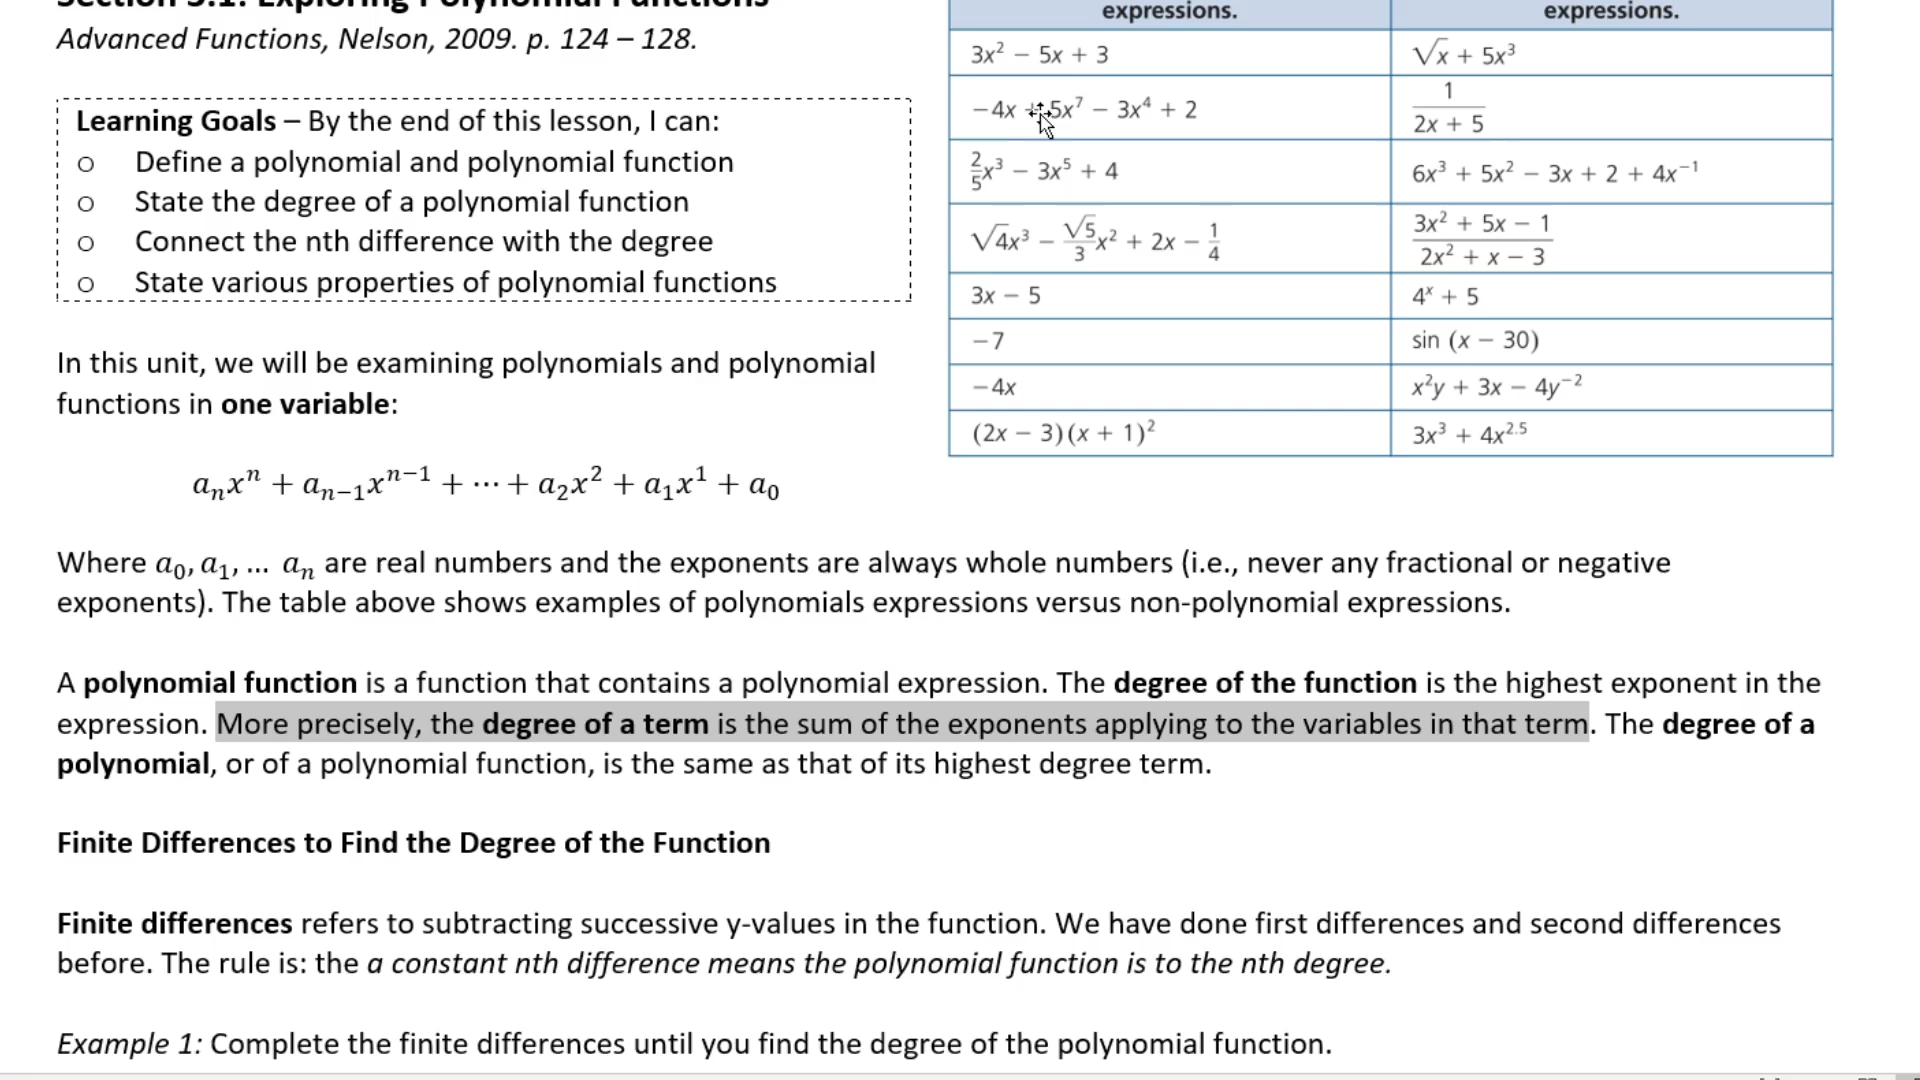 Section 3.1: Exploring Polynomial Functions
Advanced Functions, Nelson, 2009. p. 124 – 128.
Learning Goals – By the end of this lesson, I can:
o Define a polynomial and polynomial function
o State the degree of a polynomial function
o Connect the nth difference with the degree
o State various properties of polynomial functions
In this unit, we will be examining polynomials and polynomial
functions in one variable:
aₙxⁿ + aₙ₋₁xⁿ⁻¹ + ⋯ + a₂x² + a₁x¹ + a₀
expressions. expressions.
3x² − 5x + 3 √x + 5x³
−4x + 5x⁷ − 3x⁴ + 2 1/(2x + 5)
2/5x³ − 3x⁵ + 4 6x³ + 5x² − 3x + 2 + 4x⁻¹
√4x³ − √5/3x² + 2x − 1/4 (3x² + 5x − 1)/(2x² + x − 3)
3x − 5 4ˣ + 5
−7 sin (x − 30)
−4x x²y + 3x − 4y⁻²
(2x − 3)(x + 1)² 3x³ + 4x²·⁵
Where a₀, a₁, … aₙ are real numbers and the exponents are always whole numbers (i.e., never any fractional or negative
exponents). The table above shows examples of polynomials expressions versus non-polynomial expressions.
A polynomial function is a function that contains a polynomial expression. The degree of the function is the highest exponent in the
expression. More precisely, the degree of a term is the sum of the exponents applying to the variables in that term. The degree of a
polynomial, or of a polynomial function, is the same as that of its highest degree term.
Finite Differences to Find the Degree of the Function
Finite differences refers to subtracting successive y-values in the function. We have done first differences and second differences
before. The rule is: the a constant nth difference means the polynomial function is to the nth degree.
Example 1: Complete the finite differences until you find the degree of the polynomial function.